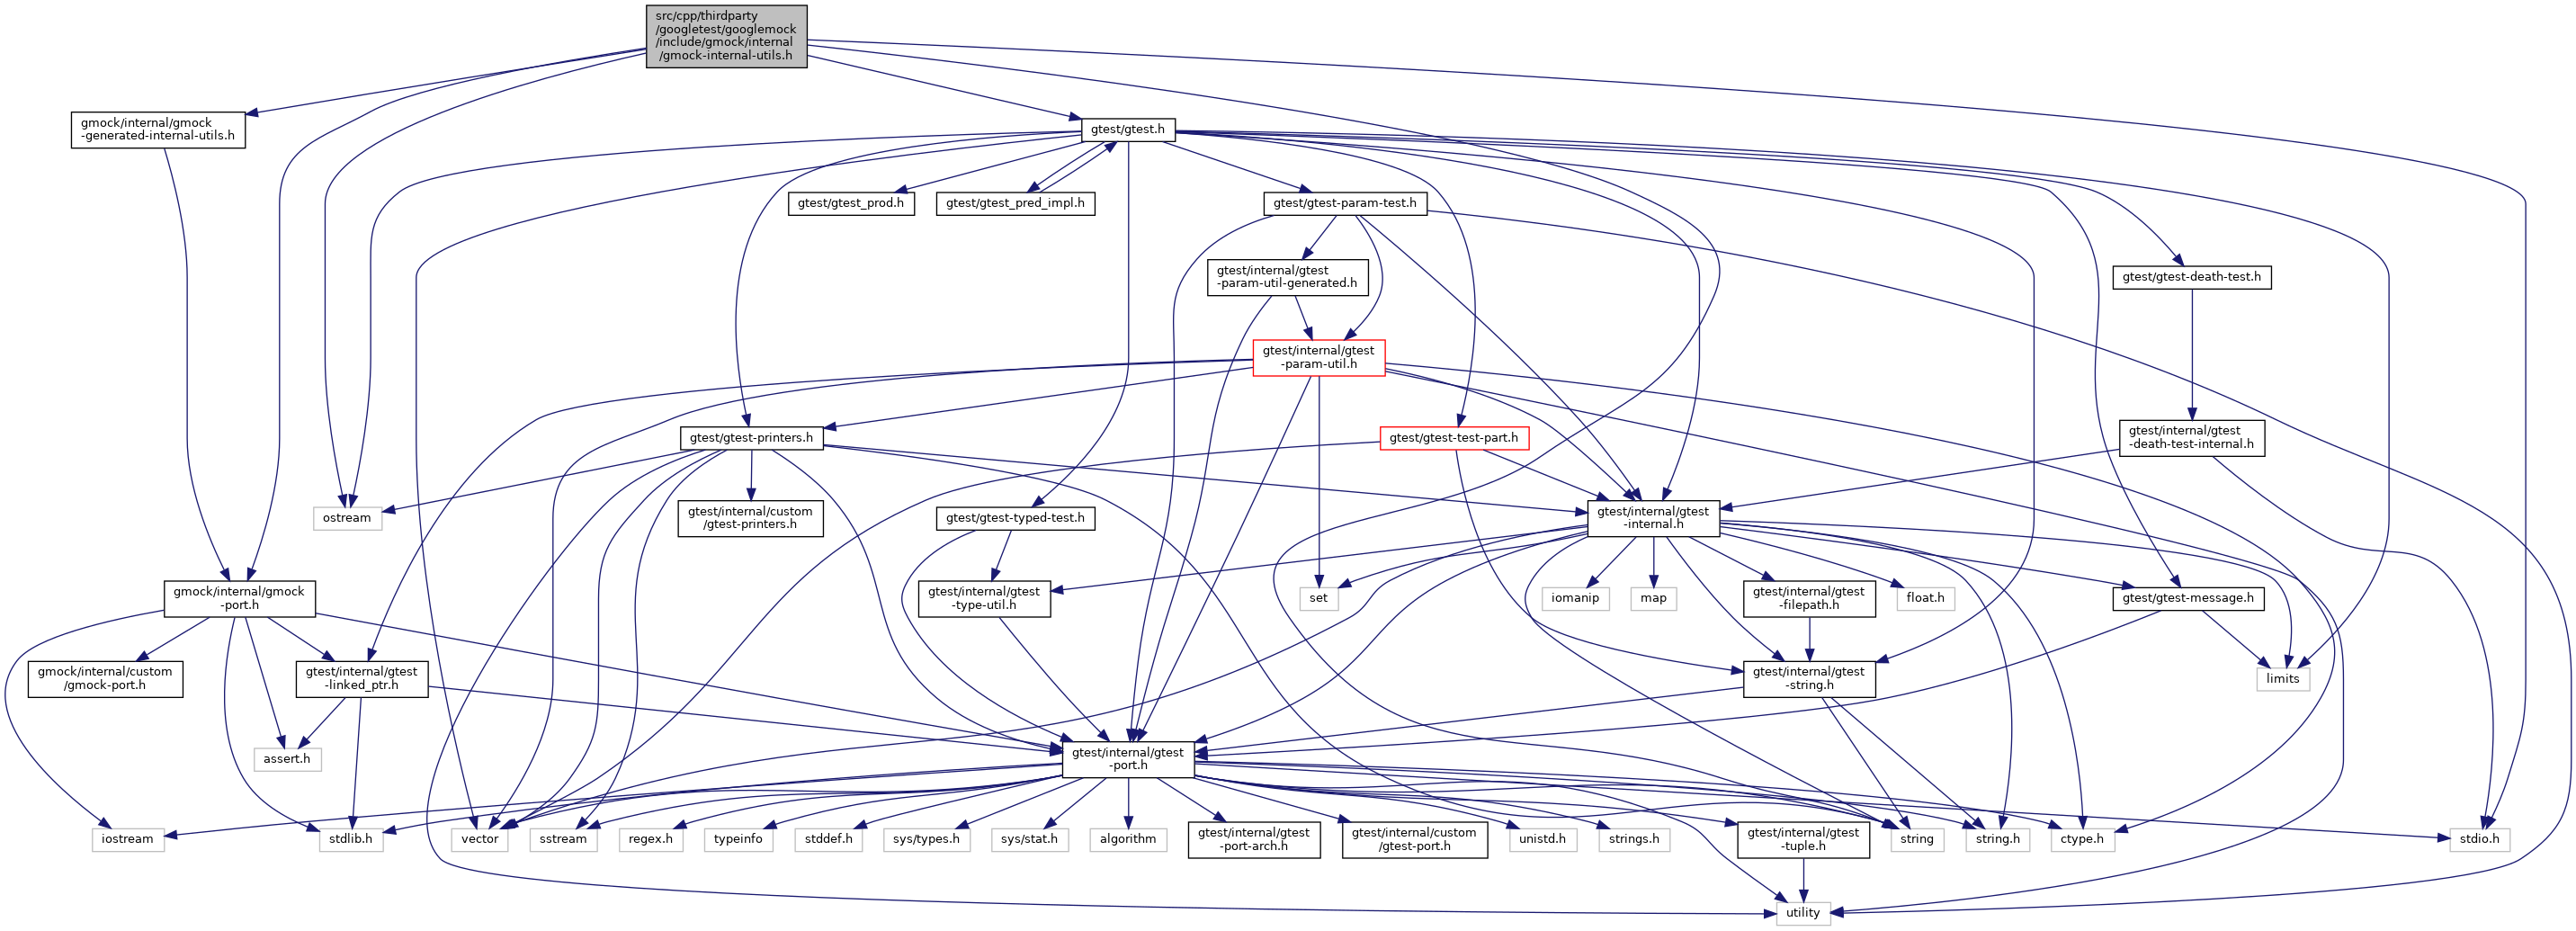 src/cpp/thirdparty
/googletest/googlemock
/include/gmock/internal
/gmock-internal-utils.h
gmock/internal/gmock
-generated-internal-utils.h
gtest/gtest.h
gtest/gtest_prod.h
gtest/gtest_pred_impl.h
gtest/gtest-param-test.h
gtest/internal/gtest
-param-util-generated.h
gtest/gtest-death-test.h
gtest/internal/gtest
-param-util.h
gtest/gtest-printers.h
gtest/gtest-test-part.h
gtest/internal/gtest
-death-test-internal.h
ostream
gtest/internal/custom
/gtest-printers.h
gtest/gtest-typed-test.h
gtest/internal/gtest
-internal.h
gmock/internal/gmock
-port.h
gtest/internal/gtest
-type-util.h
set
iomanip
map
gtest/internal/gtest
-filepath.h
float.h
gtest/gtest-message.h
gmock/internal/custom
/gmock-port.h
gtest/internal/gtest
-linked_ptr.h
gtest/internal/gtest
-string.h
limits
assert.h
gtest/internal/gtest
-port.h
iostream
stdlib.h
vector
sstream
regex.h
typeinfo
stddef.h
sys/types.h
sys/stat.h
algorithm
gtest/internal/gtest
-port-arch.h
gtest/internal/custom
/gtest-port.h
unistd.h
strings.h
gtest/internal/gtest
-tuple.h
string
string.h
ctype.h
stdio.h
utility